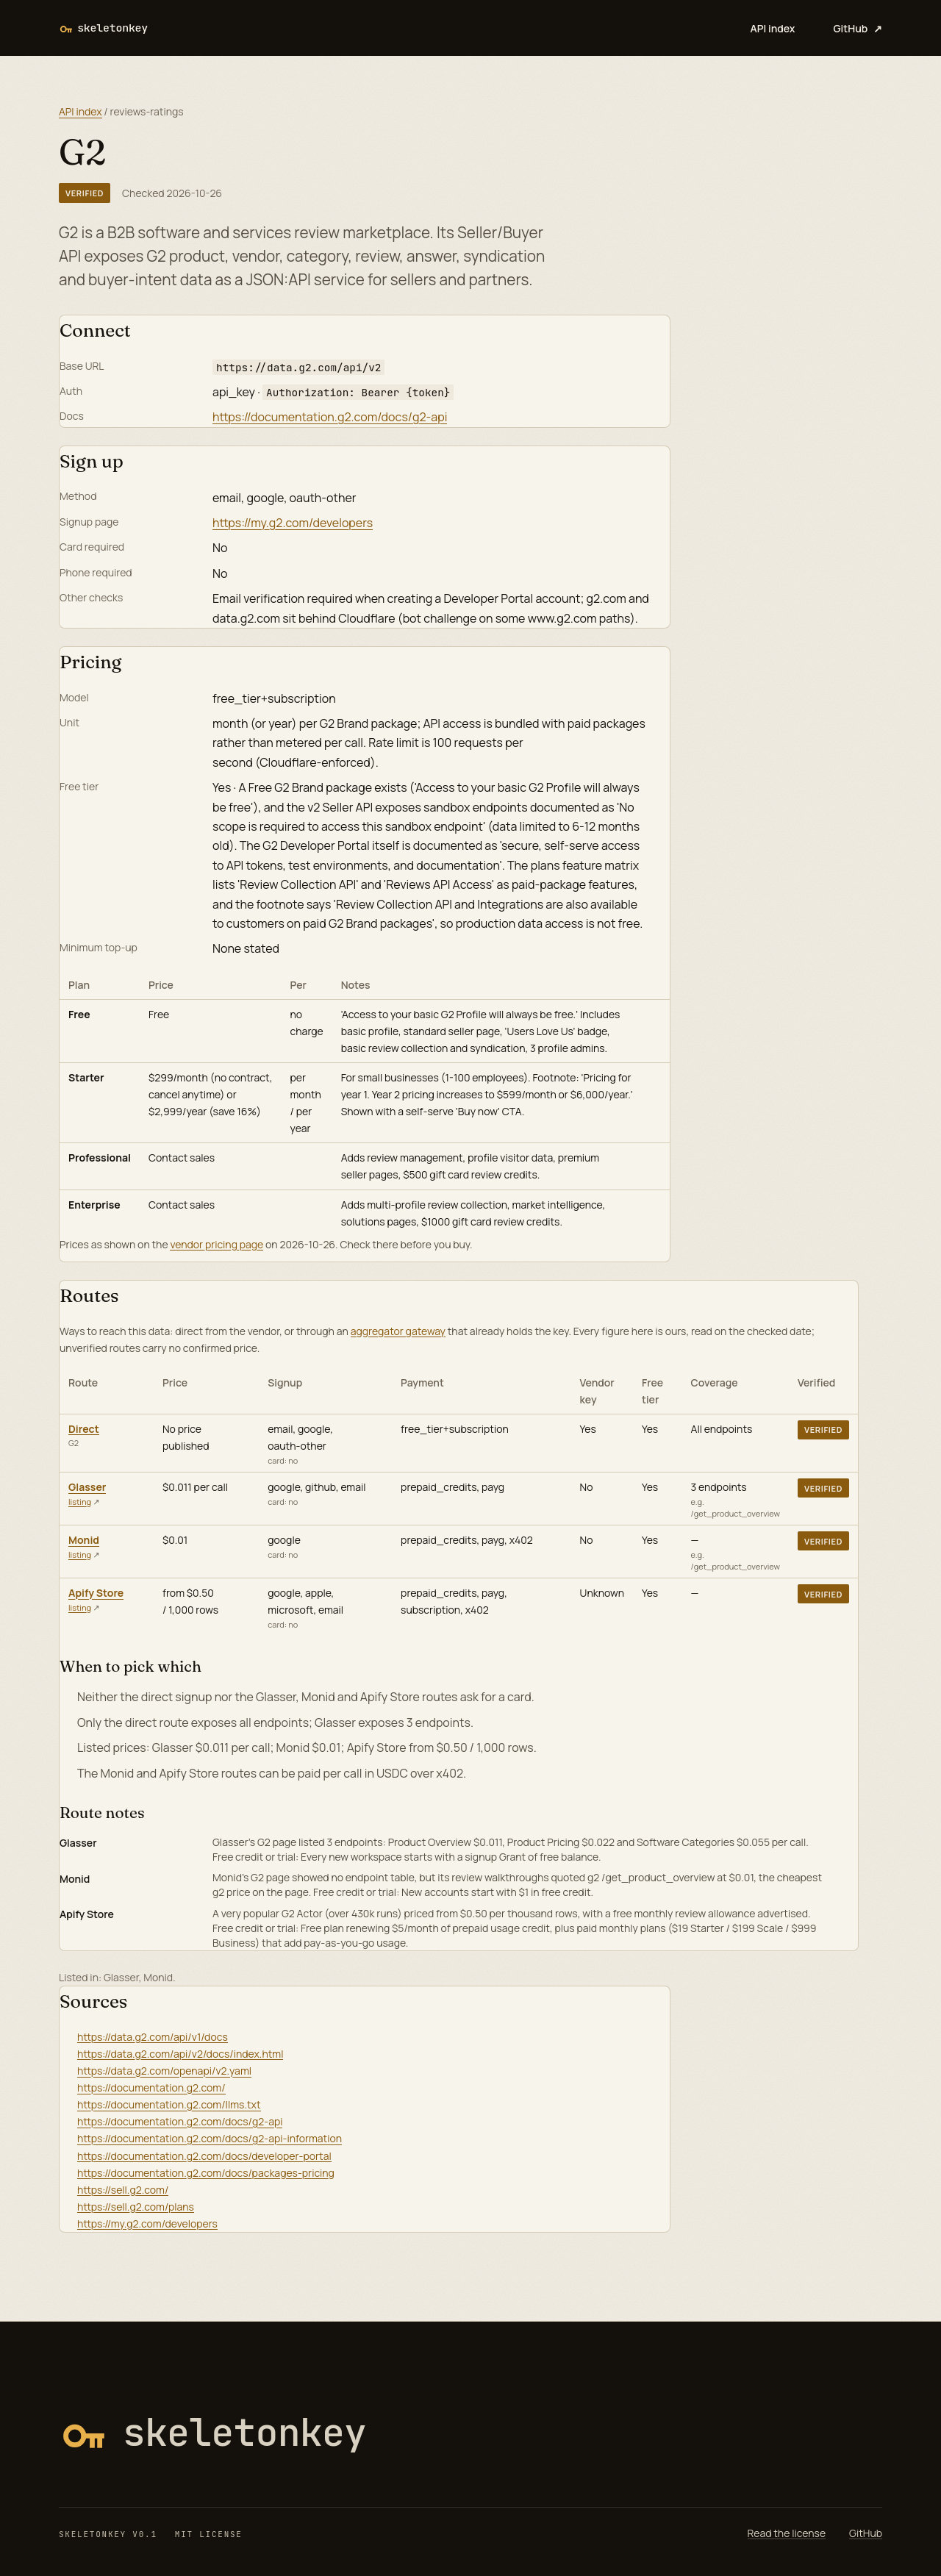 skeletonkey
API index
GitHub ↗
API index / reviews-ratings
G2
VERIFIED
Checked 2026-10-26
G2 is a B2B software and services review marketplace. Its Seller/Buyer
API exposes G2 product, vendor, category, review, answer, syndication
and buyer-intent data as a JSON:API service for sellers and partners.
Connect
Base URL
https://data.g2.com/api/v2
Auth
api_key · Authorization: Bearer {token}
Docs
https://documentation.g2.com/docs/g2-api
Sign up
Method
email, google, oauth-other
Signup page
https://my.g2.com/developers
Card required
No
Phone required
No
Other checks
Email verification required when creating a Developer Portal account; g2.com and
data.g2.com sit behind Cloudflare (bot challenge on some www.g2.com paths).
Pricing
Model
free_tier+subscription
Unit
month (or year) per G2 Brand package; API access is bundled with paid packages
rather than metered per call. Rate limit is 100 requests per
second (Cloudflare-enforced).
Free tier
Yes · A Free G2 Brand package exists ('Access to your basic G2 Profile will always
be free'), and the v2 Seller API exposes sandbox endpoints documented as 'No
scope is required to access this sandbox endpoint' (data limited to 6-12 months
old). The G2 Developer Portal itself is documented as 'secure, self-serve access
to API tokens, test environments, and documentation'. The plans feature matrix
lists 'Review Collection API' and 'Reviews API Access' as paid-package features,
and the footnote says 'Review Collection API and Integrations are also available
to customers on paid G2 Brand packages', so production data access is not free.
Minimum top-up
None stated
Plan Price Per Notes
Free
Free
no
charge
'Access to your basic G2 Profile will always be free.' Includes
basic profile, standard seller page, 'Users Love Us' badge,
basic review collection and syndication, 3 profile admins.
Starter
$299/month (no contract,
cancel anytime) or
$2,999/year (save 16%)
per
month
/ per
year
For small businesses (1-100 employees). Footnote: 'Pricing for
year 1. Year 2 pricing increases to $599/month or $6,000/year.'
Shown with a self-serve 'Buy now' CTA.
Professional
Contact sales
Adds review management, profile visitor data, premium
seller pages, $500 gift card review credits.
Enterprise
Contact sales
Adds multi-profile review collection, market intelligence,
solutions pages, $1000 gift card review credits.
Prices as shown on the vendor pricing page on 2026-10-26. Check there before you buy.
Routes
Ways to reach this data: direct from the vendor, or through an aggregator gateway that already holds the key. Every figure here is ours, read on the checked date;
unverified routes carry no confirmed price.
Route Price Signup Payment Vendor key Free tier Coverage Verified
Direct
G2
No price
published
email, google,
oauth-other
card: no
free_tier+subscription
Yes
Yes
All endpoints
VERIFIED
Glasser
listing ↗
$0.011 per call
google, github, email
card: no
prepaid_credits, payg
No
Yes
3 endpoints
e.g.
/get_product_overview
VERIFIED
Monid
listing ↗
$0.01
google
card: no
prepaid_credits, payg, x402
No
Yes
—
e.g.
/get_product_overview
VERIFIED
Apify Store
listing ↗
from $0.50
/ 1,000 rows
google, apple,
microsoft, email
card: no
prepaid_credits, payg,
subscription, x402
Unknown
Yes
—
VERIFIED
When to pick which
Neither the direct signup nor the Glasser, Monid and Apify Store routes ask for a card.
Only the direct route exposes all endpoints; Glasser exposes 3 endpoints.
Listed prices: Glasser $0.011 per call; Monid $0.01; Apify Store from $0.50 / 1,000 rows.
The Monid and Apify Store routes can be paid per call in USDC over x402.
Route notes
Glasser
Glasser's G2 page listed 3 endpoints: Product Overview $0.011, Product Pricing $0.022 and Software Categories $0.055 per call.
Free credit or trial: Every new workspace starts with a signup Grant of free balance.
Monid
Monid's G2 page showed no endpoint table, but its review walkthroughs quoted g2 /get_product_overview at $0.01, the cheapest
g2 price on the page. Free credit or trial: New accounts start with $1 in free credit.
Apify Store
A very popular G2 Actor (over 430k runs) priced from $0.50 per thousand rows, with a free monthly review allowance advertised.
Free credit or trial: Free plan renewing $5/month of prepaid usage credit, plus paid monthly plans ($19 Starter / $199 Scale / $999
Business) that add pay-as-you-go usage.
Listed in: Glasser, Monid.
Sources
https://data.g2.com/api/v1/docs
https://data.g2.com/api/v2/docs/index.html
https://data.g2.com/openapi/v2.yaml
https://documentation.g2.com/
https://documentation.g2.com/llms.txt
https://documentation.g2.com/docs/g2-api
https://documentation.g2.com/docs/g2-api-information
https://documentation.g2.com/docs/developer-portal
https://documentation.g2.com/docs/packages-pricing
https://sell.g2.com/
https://sell.g2.com/plans
https://my.g2.com/developers
skeletonkey
SKELETONKEY V0.1
MIT LICENSE
Read the license
GitHub